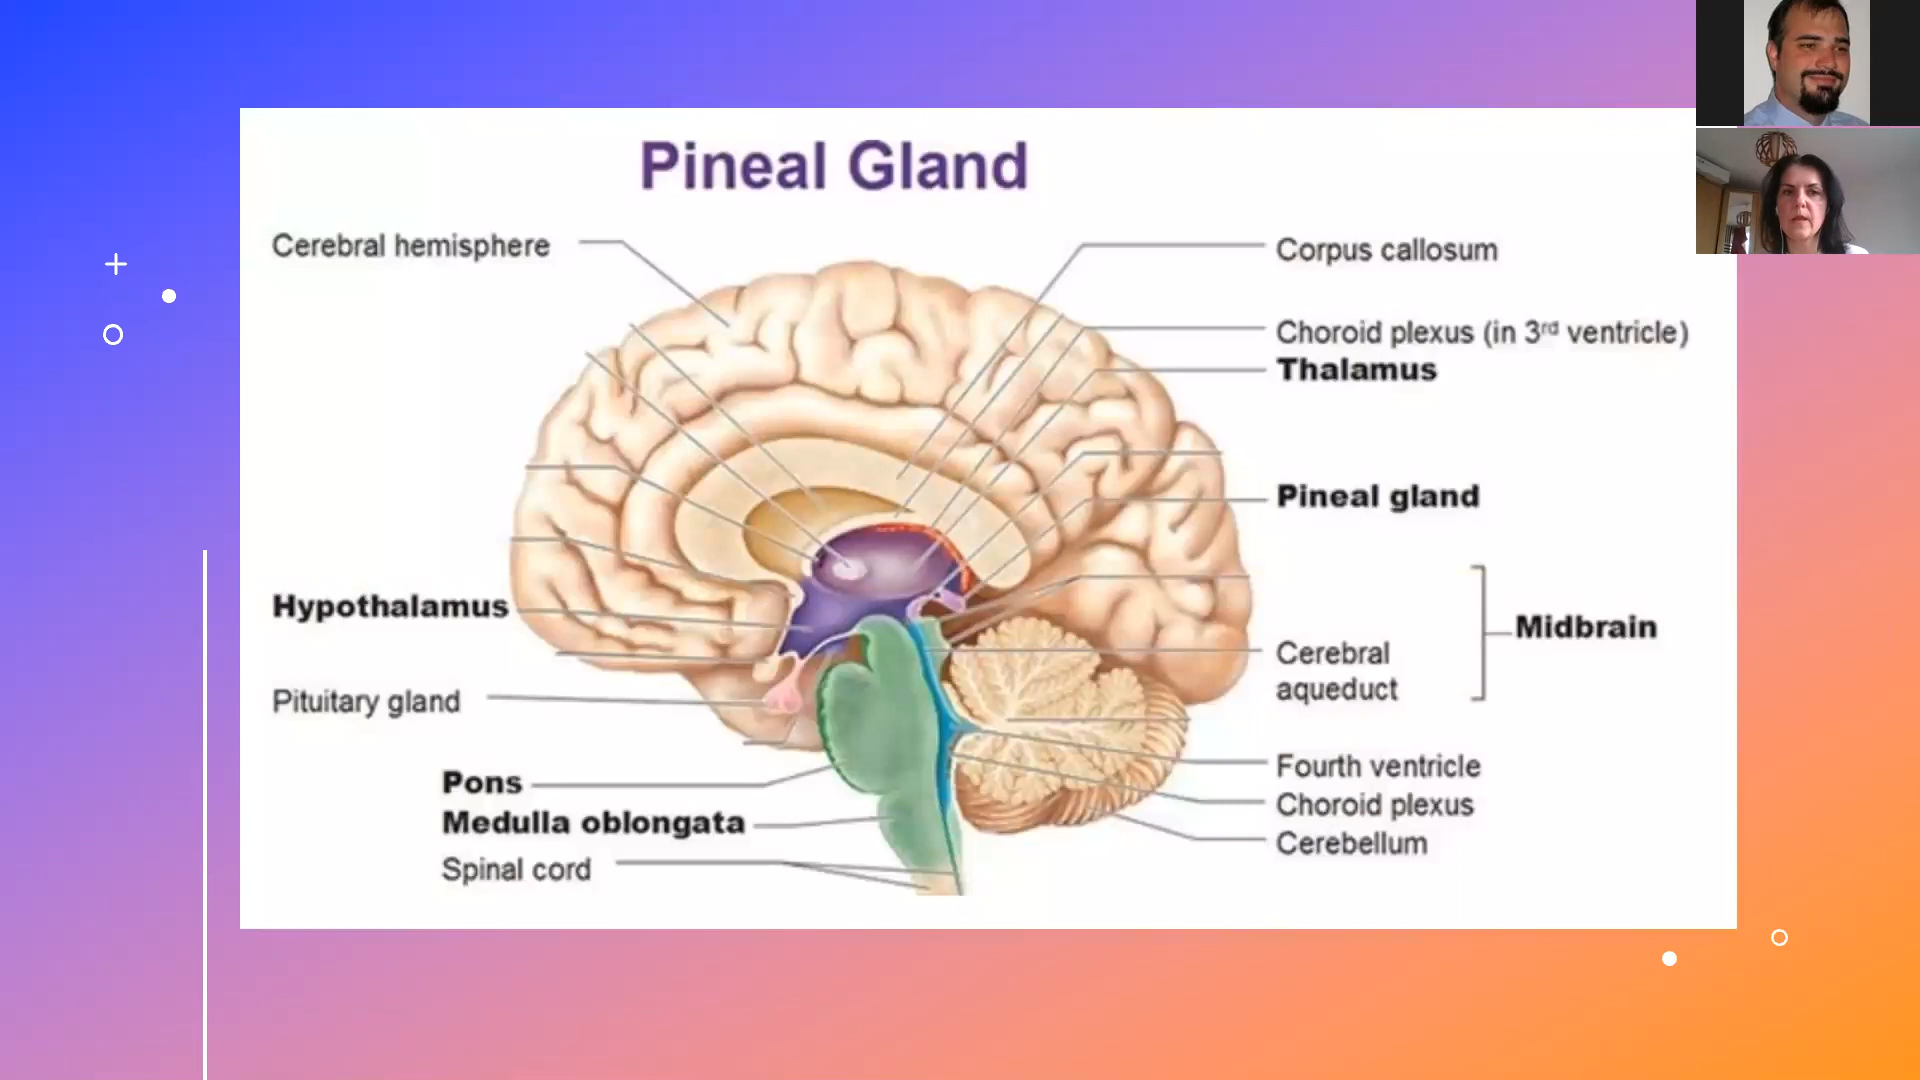 Pineal Gland
Cerebral hemisphere
Corpus callosum
Choroid plexus (in 3rd ventricle)
Thalamus
Pineal gland
Hypothalamus
Midbrain
Cerebral
aqueduct
Pituitary gland
Fourth ventricle
Pons
Choroid plexus
Medulla oblongata
Cerebellum
Spinal cord